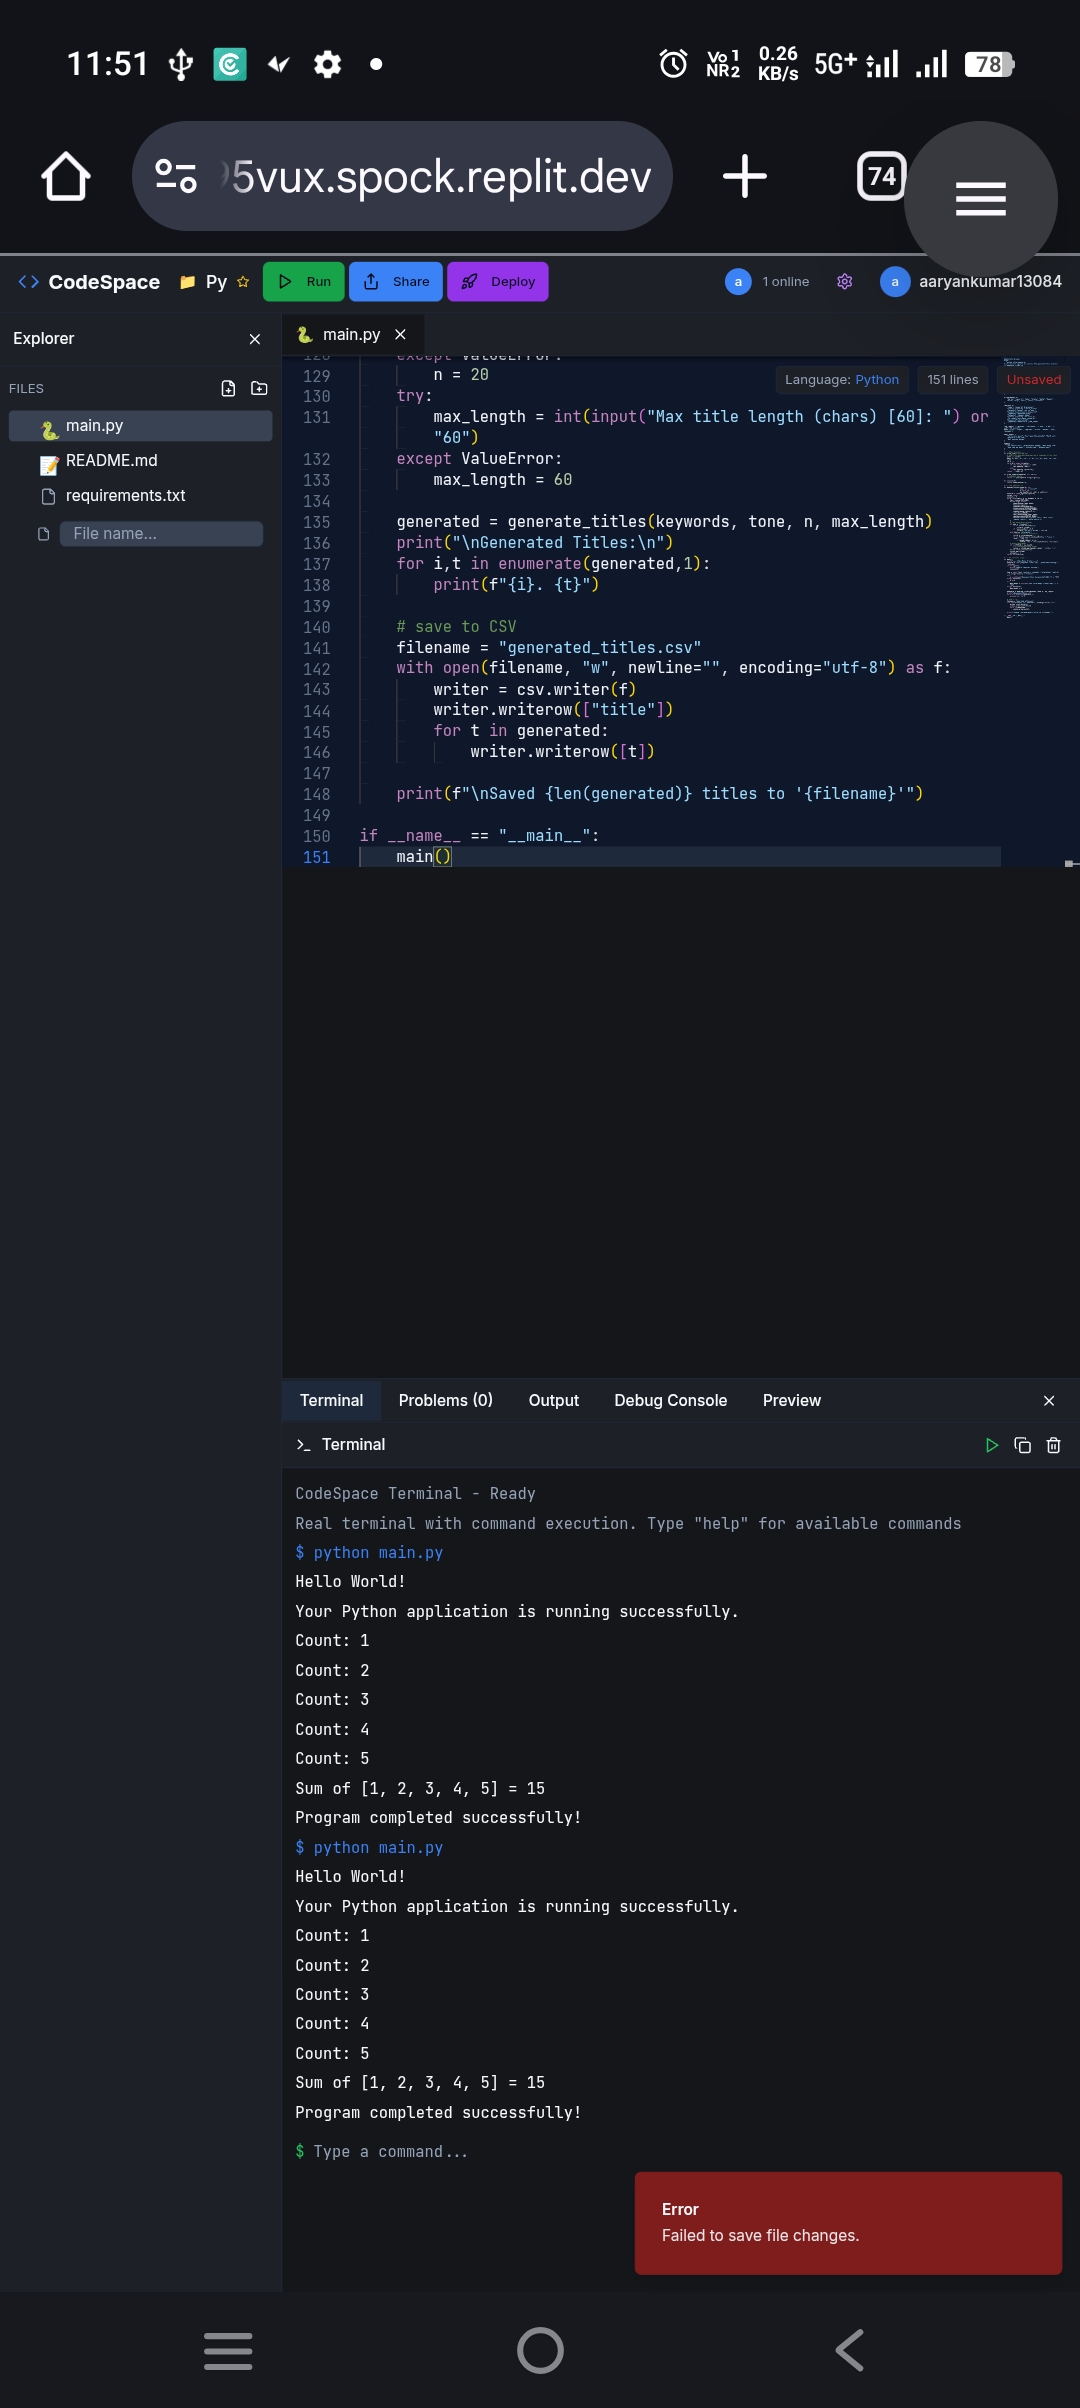 11:51
Vo 1
NR2
0.26
KB/s
5G+
78
5vux.spock.replit.dev
74
CodeSpace
Py
Run
Share
Deploy
a
1 online
a
aaryankumar13084
Explorer
main.py
FILES
main.py
README.md
requirements.txt
File name...
Language: Python
151 lines
Unsaved
128 except ValueError:
129 n = 20
130 try:
131 max_length = int(input("Max title length (chars) [60]: ") or
"60")
132 except ValueError:
133 max_length = 60
134
135 generated = generate_titles(keywords, tone, n, max_length)
136 print("\nGenerated Titles:\n")
137 for i,t in enumerate(generated,1):
138 print(f"{i}. {t}")
139
140 # save to CSV
141 filename = "generated_titles.csv"
142 with open(filename, "w", newline="", encoding="utf-8") as f:
143 writer = csv.writer(f)
144 writer.writerow(["title"])
145 for t in generated:
146 writer.writerow([t])
147
148 print(f"\nSaved {len(generated)} titles to '{filename}'")
149
150 if __name__ == "__main__":
151 main()
Terminal
Problems (0)
Output
Debug Console
Preview
Terminal
CodeSpace Terminal - Ready
Real terminal with command execution. Type "help" for available commands
$ python main.py
Hello World!
Your Python application is running successfully.
Count: 1
Count: 2
Count: 3
Count: 4
Count: 5
Sum of [1, 2, 3, 4, 5] = 15
Program completed successfully!
$ python main.py
Hello World!
Your Python application is running successfully.
Count: 1
Count: 2
Count: 3
Count: 4
Count: 5
Sum of [1, 2, 3, 4, 5] = 15
Program completed successfully!
$ Type a command...
Error
Failed to save file changes.